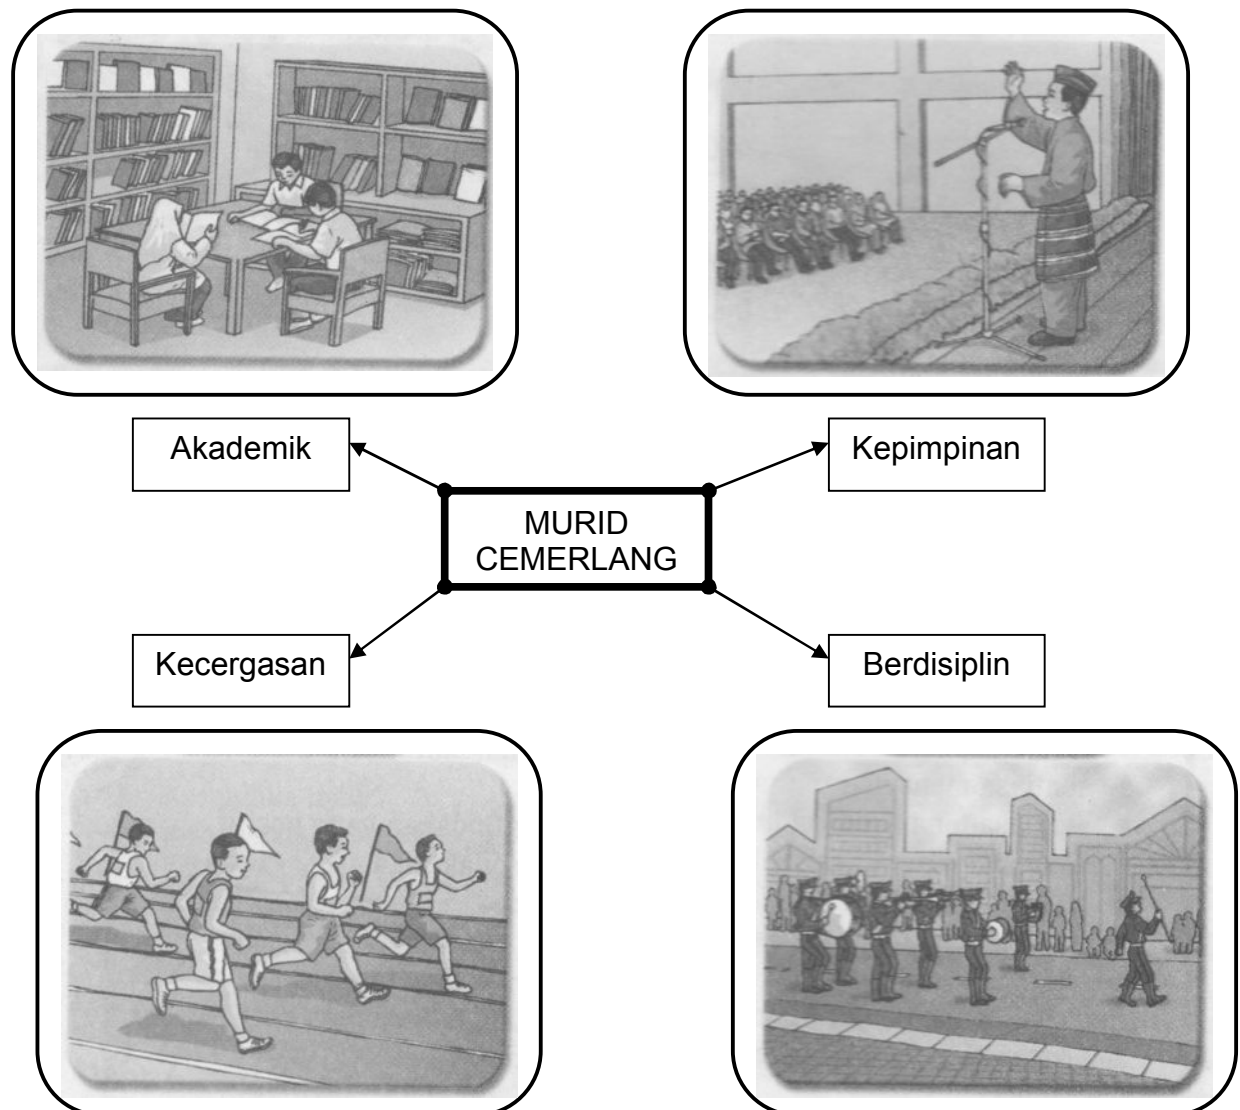 Akademik
Kepimpinan
MURID
CEMERLANG
Kecergasan
Berdisiplin